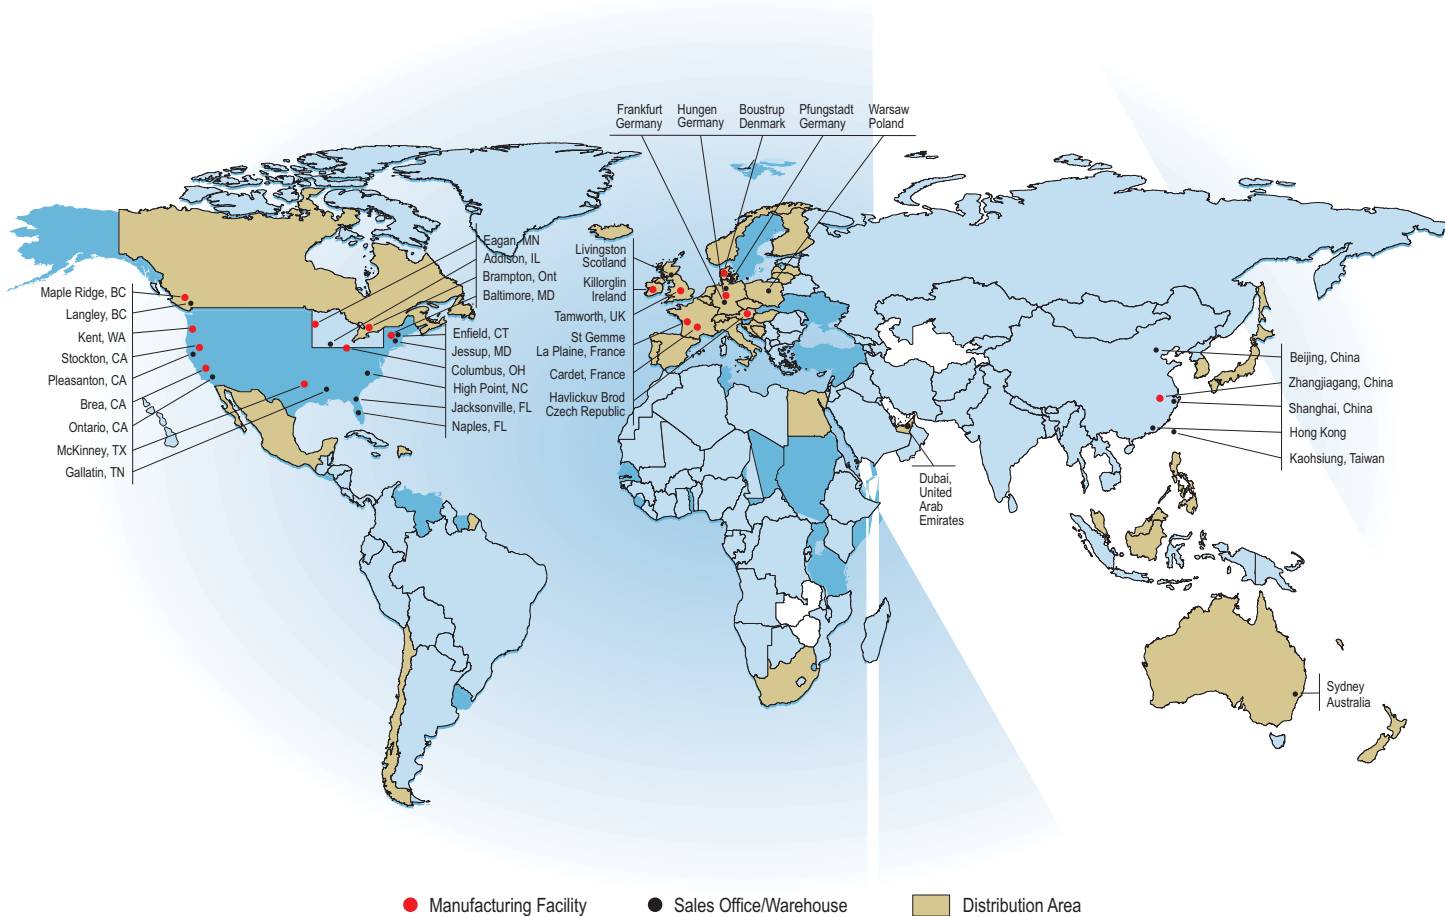 Frankfurt
Germany
Hungen
Germany
Boustrup
Denmark
Pfungstadt
Germany
Warsaw
Poland
Maple Ridge, BC
Langley, BC
Kent, WA
Stockton, CA
Pleasanton, CA
Brea, CA
Ontario, CA
McKinney, TX
Gallatin, TN
Eagan, MN
Addison, IL
Brampton, Ont
Baltimore, MD
Enfield, CT
Jessup, MD
Columbus, OH
High Point, NC
Jacksonville, FL
Naples, FL
Livingston
Scotland
Killorglin
Ireland
Tamworth, UK
St Gemme
La Plaine, France
Cardet, France
Havlickuv Brod
Czech Republic
Dubai,
United
Arab
Emirates
Beijing, China
Zhangjiagang, China
Shanghai, China
Hong Kong
Kaohsiung, Taiwan
Sydney
Australia
Manufacturing Facility
Sales Office/Warehouse
Distribution Area